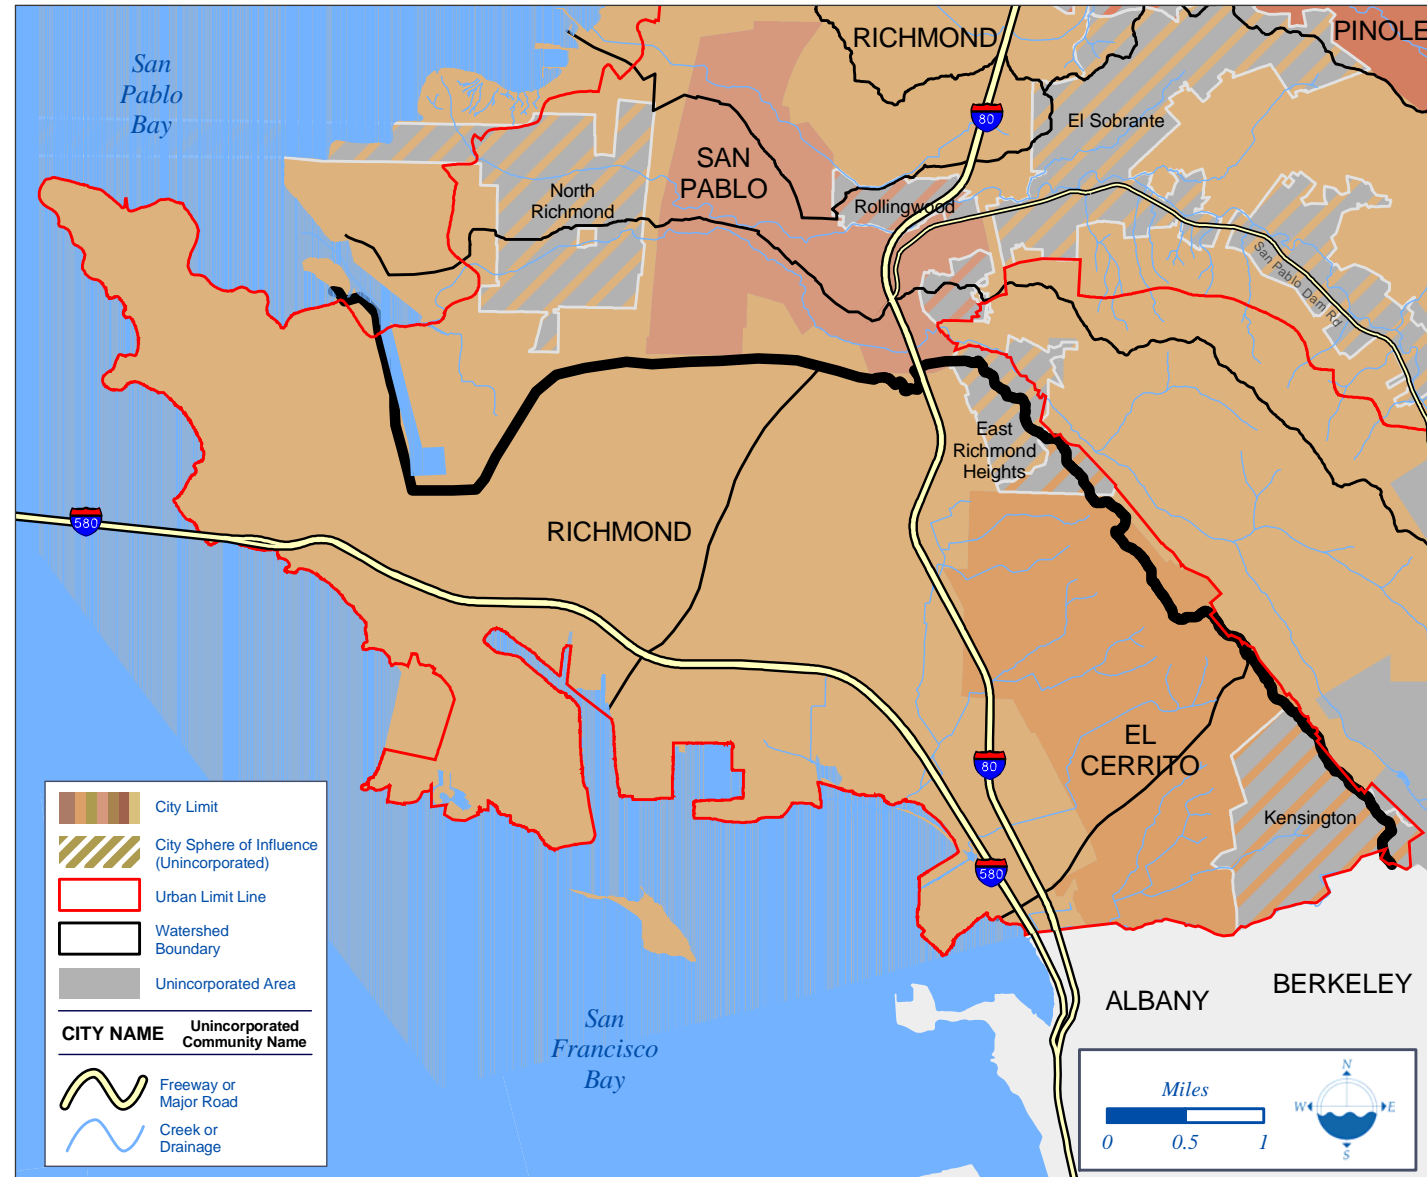 San
Pablo
Bay
RICHMOND
PINOLE
80
El Sobrante
SAN
PABLO
North
Richmond
Rollingwood
San Pablo Dam Rd
East
Richmond
Heights
580
RICHMOND
EL
CERRITO
80
Kensington
580
ALBANY
BERKELEY
San
Francisco
Bay
City Limit
City Sphere of Influence
(Unincorporated)
Urban Limit Line
Watershed
Boundary
Unincorporated Area
CITY NAME
Unincorporated
Community Name
Freeway or
Major Road
Creek or
Drainage
Miles
0 0.5 1
N
W E
S